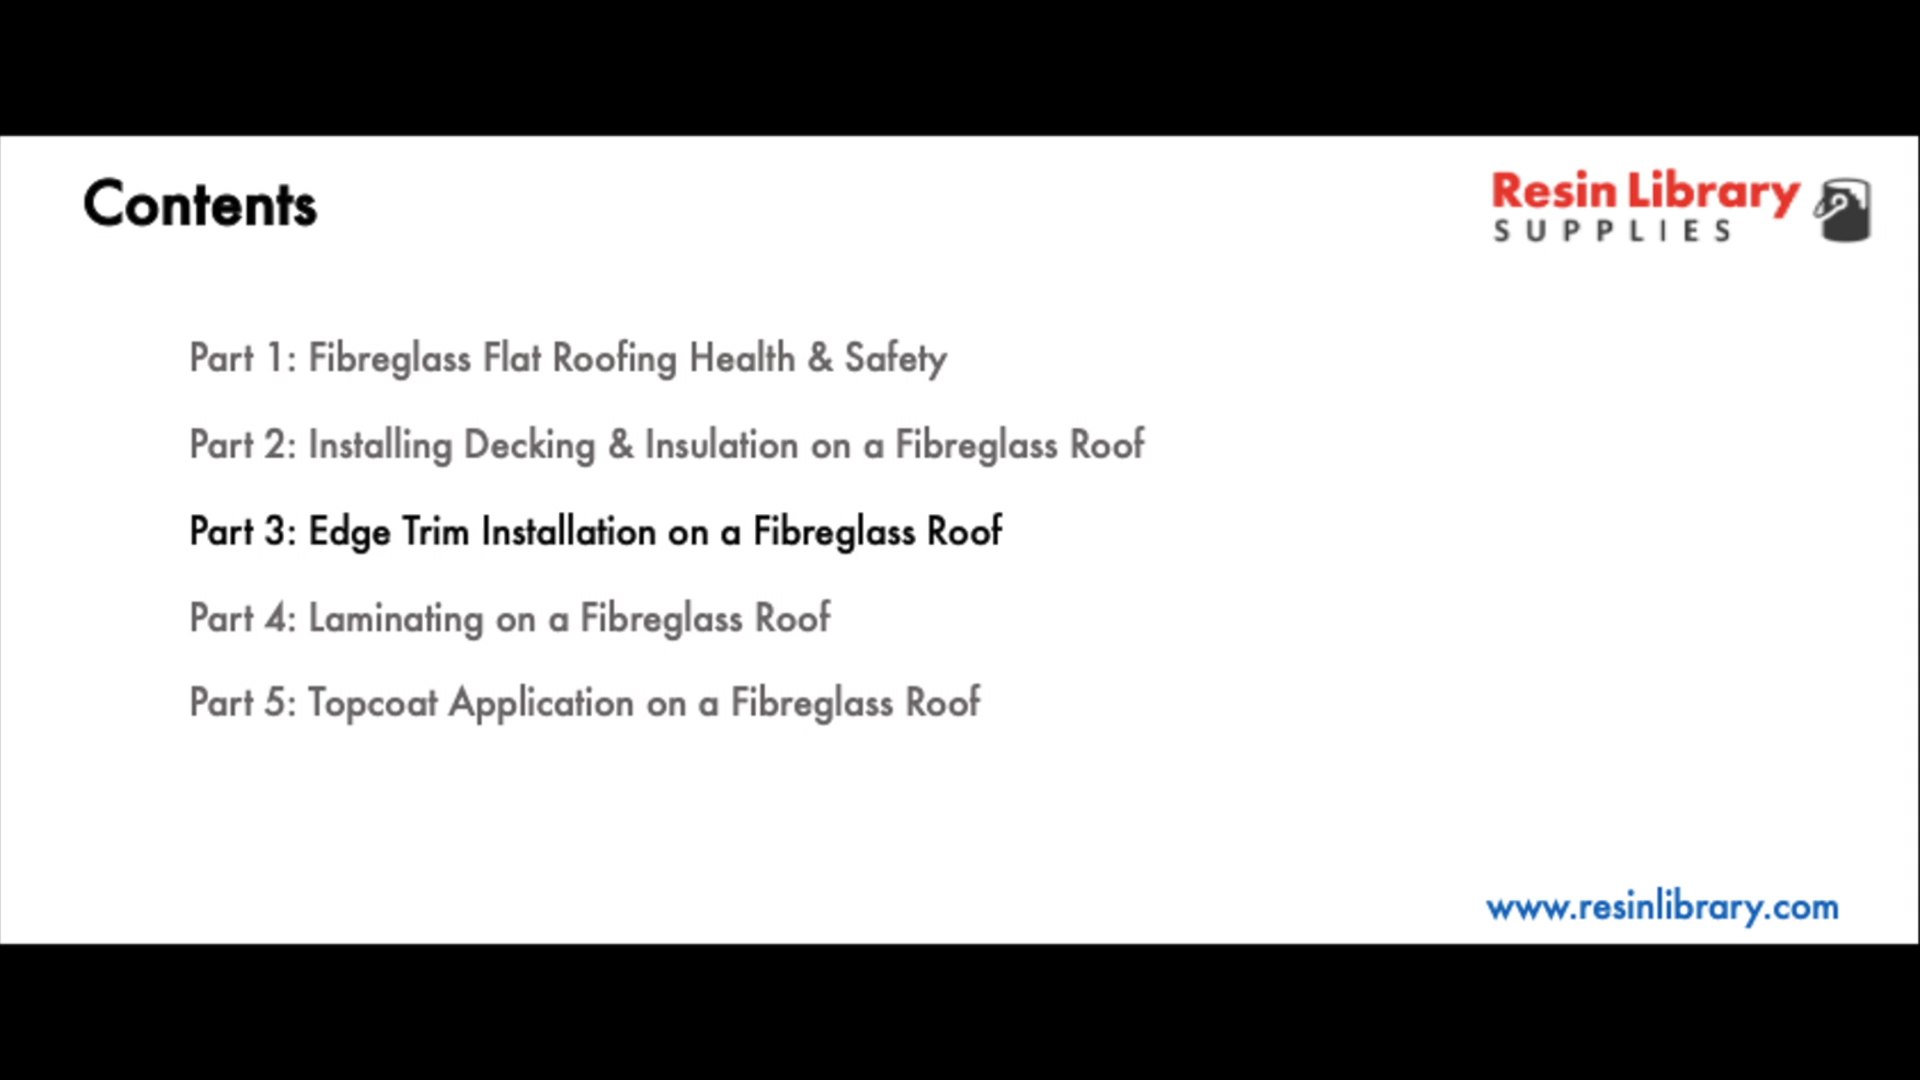 Contents
Resin Library
SUPPLIES
Part 1: Fibreglass Flat Roofing Health & Safety
Part 2: Installing Decking & Insulation on a Fibreglass Roof
Part 3: Edge Trim Installation on a Fibreglass Roof
Part 4: Laminating on a Fibreglass Roof
Part 5: Topcoat Application on a Fibreglass Roof
www.resinlibrary.com